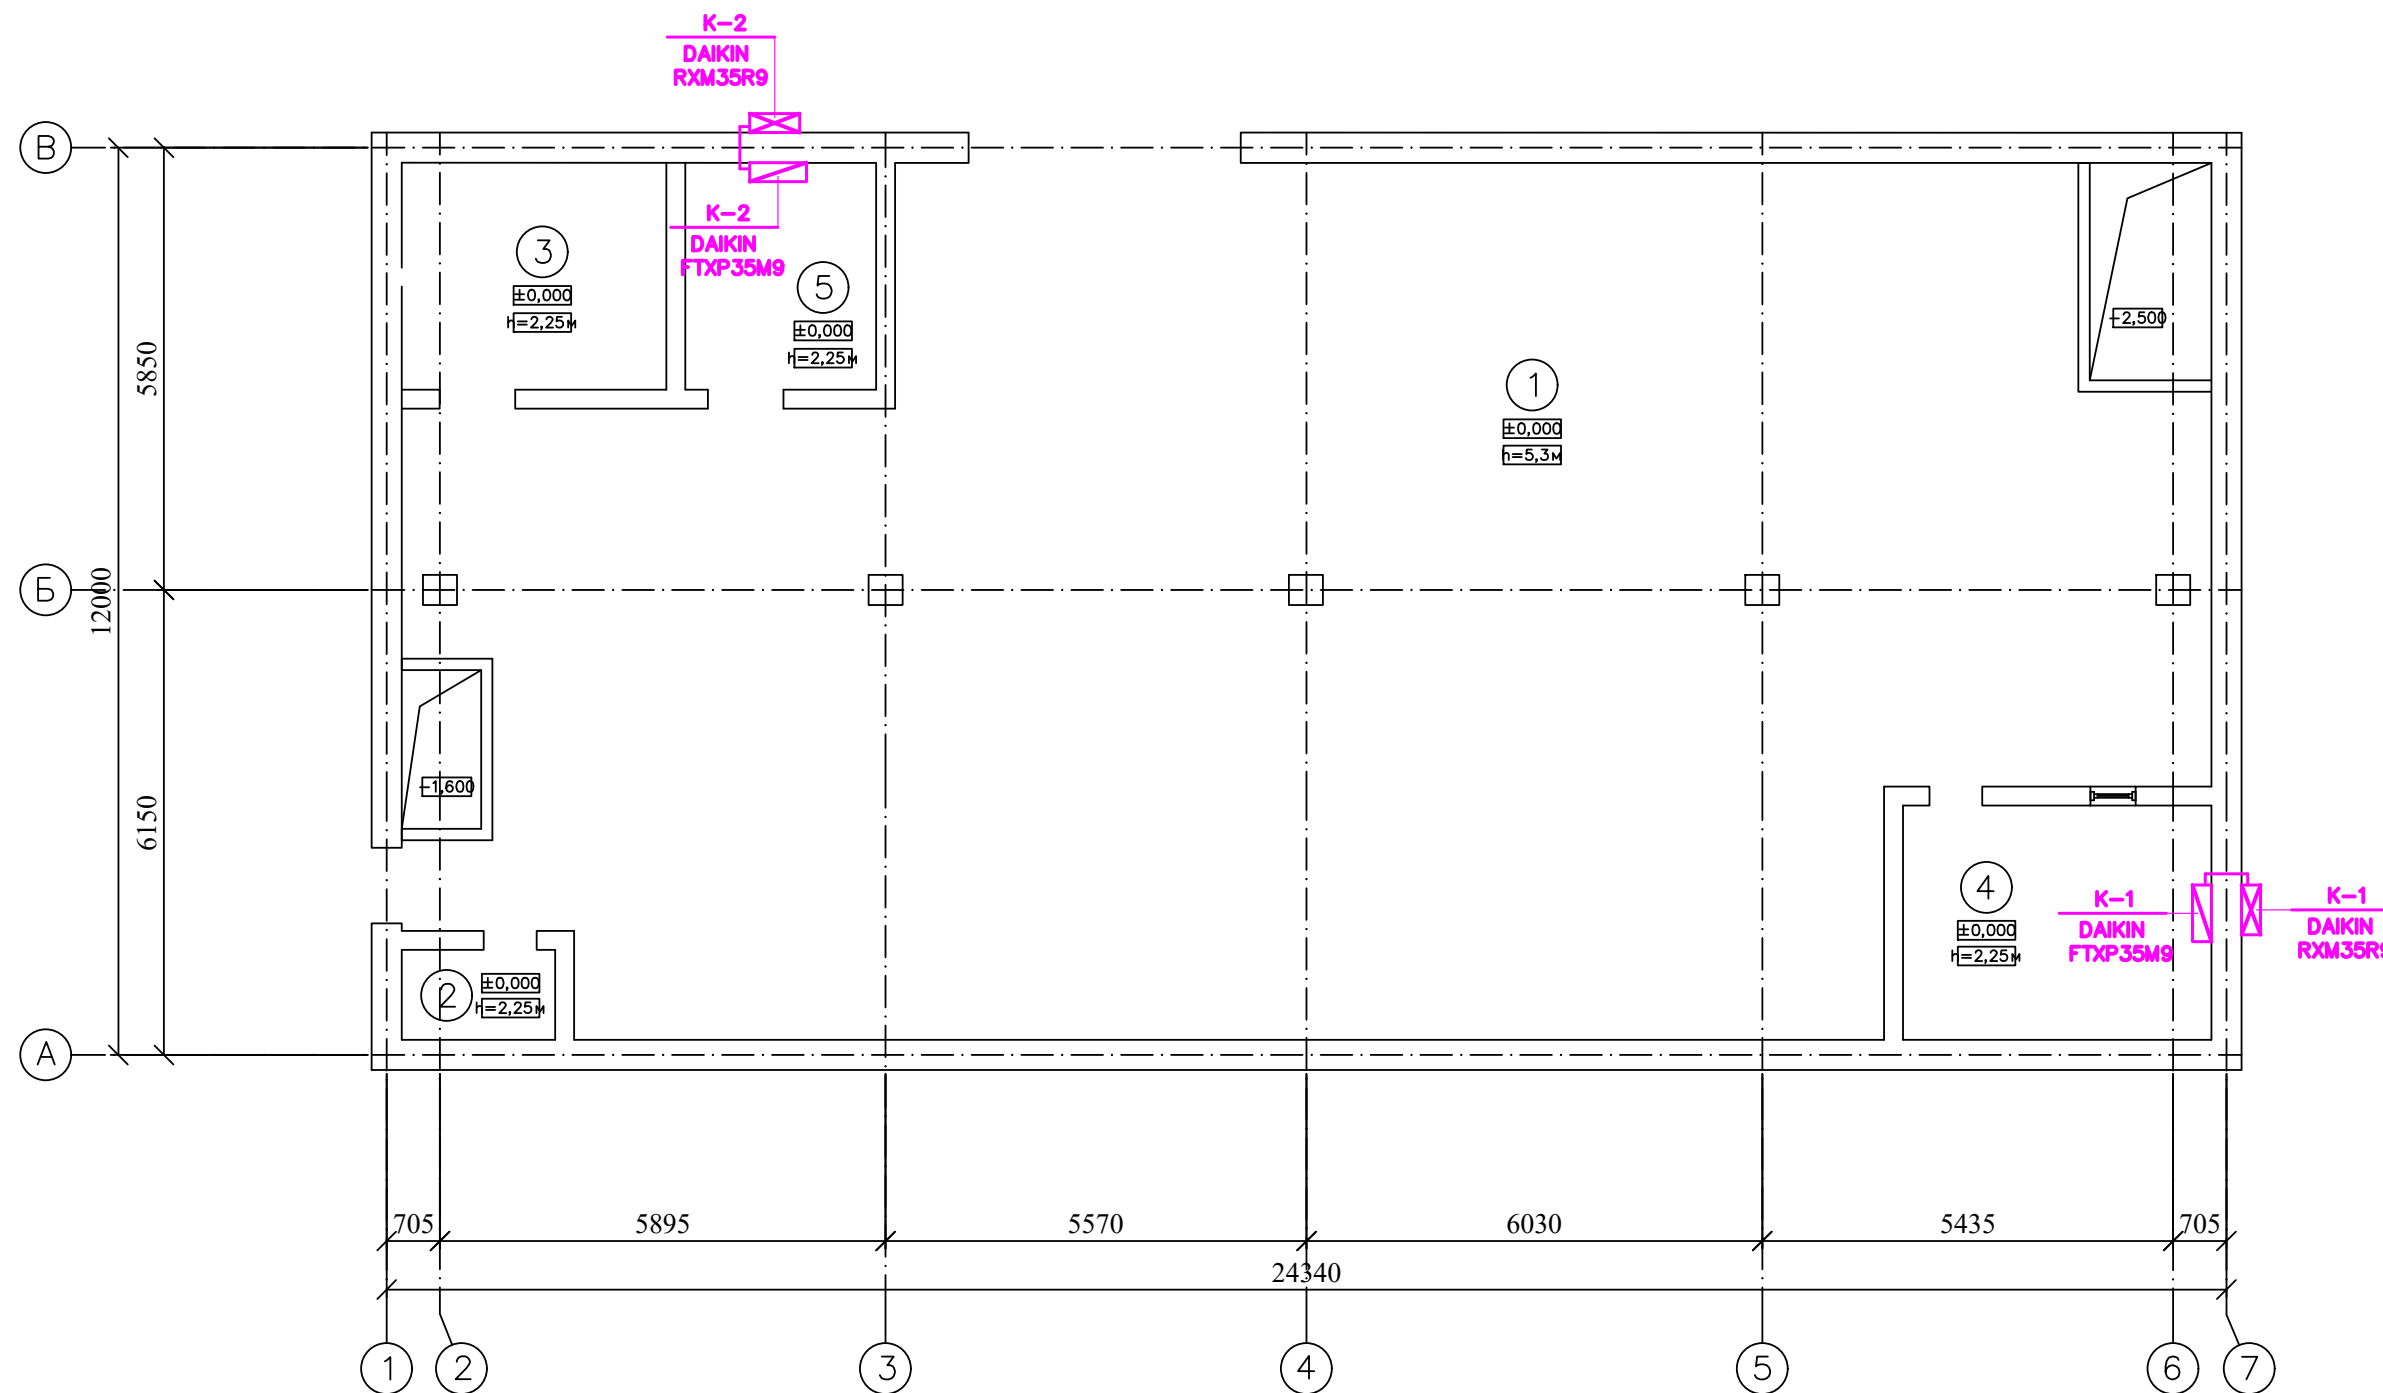 К-2
DAIKIN
RXM35R9
В
К-2
DAIKIN
FTXP35M9
3
±0,000
h=2,25м
5
±0,000
h=2,25м
-2,500
5850
1
±0,000
h=5,3м
Б
12000
-1,600
6150
4
±0,000
h=2,25м
К-1
DAIKIN
FTXP35M9
К-1
DAIKIN
RXM35R9
2
±0,000
h=2,25м
А
705
5895
5570
6030
5435
705
24340
1
2
3
4
5
6
7